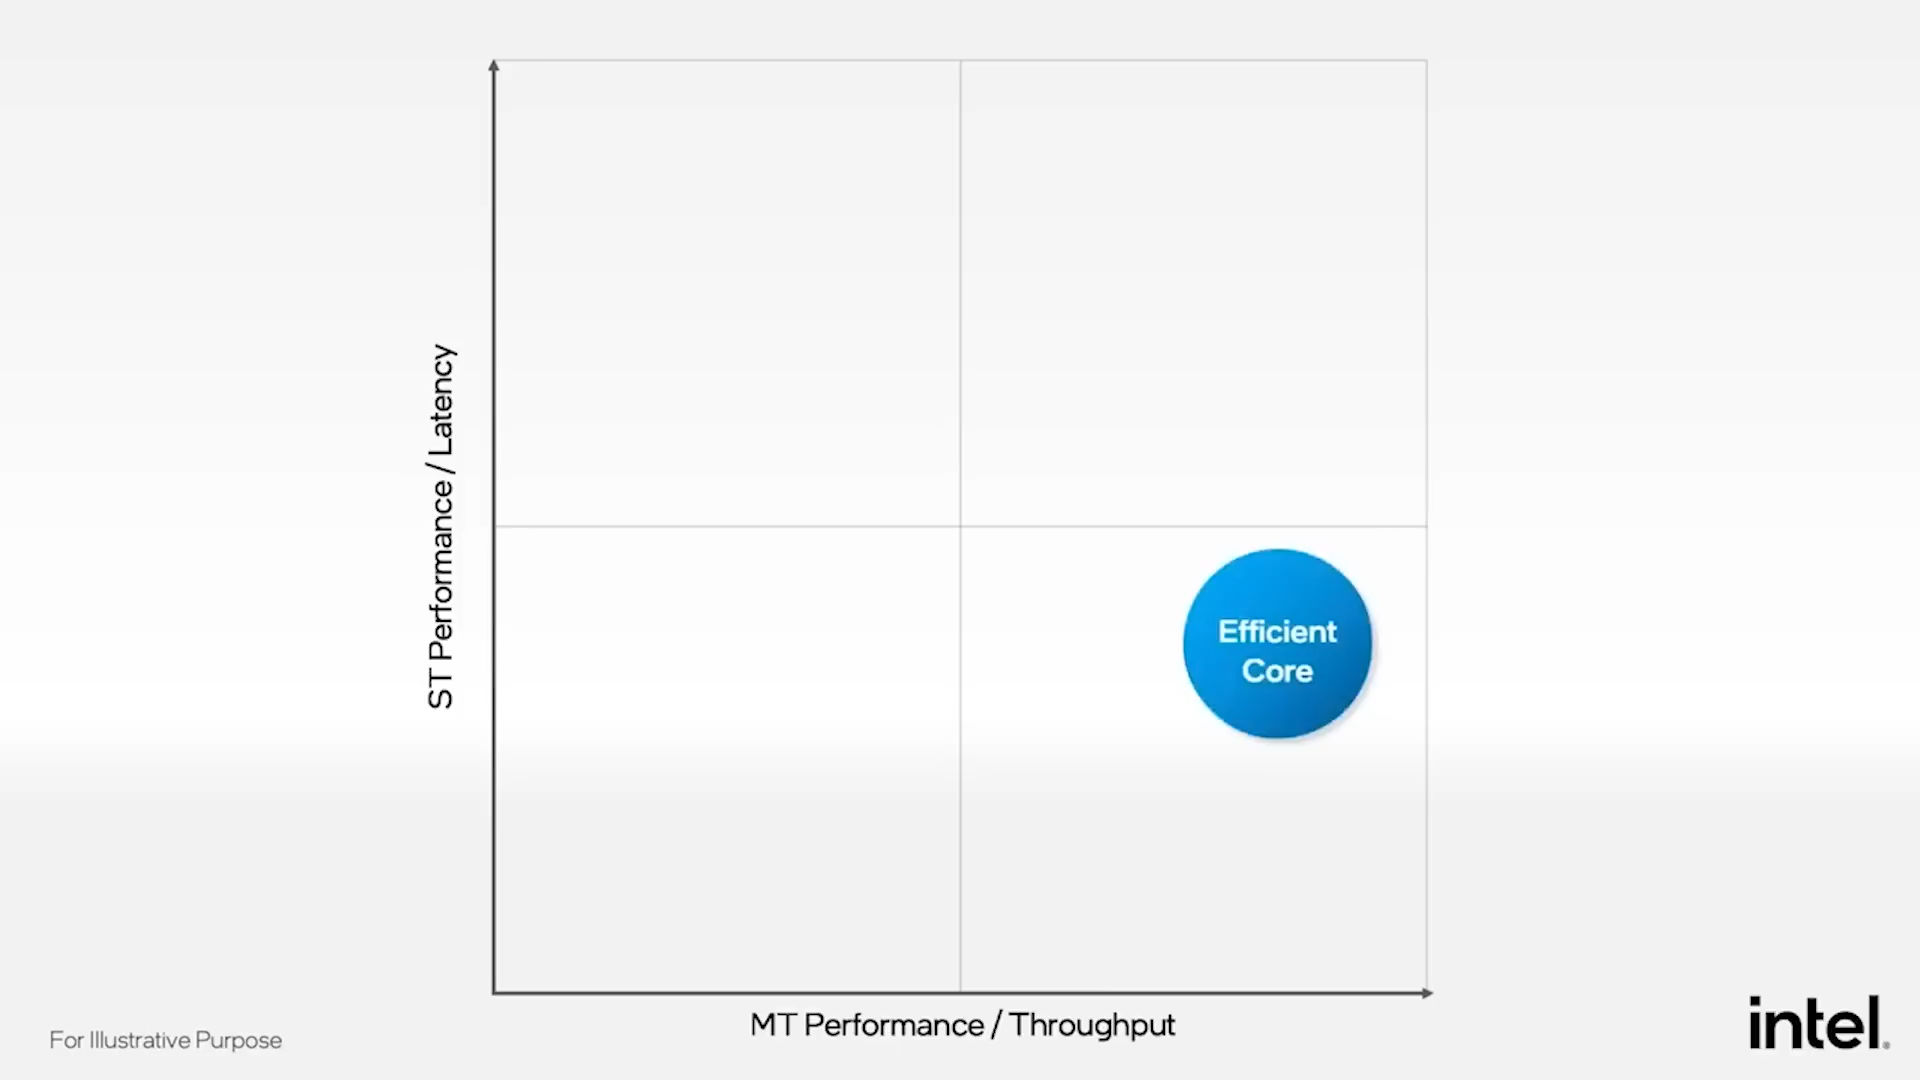 ST Performance / Latency
Efficient
Core
MT Performance / Throughput
For Illustrative Purpose
intel.